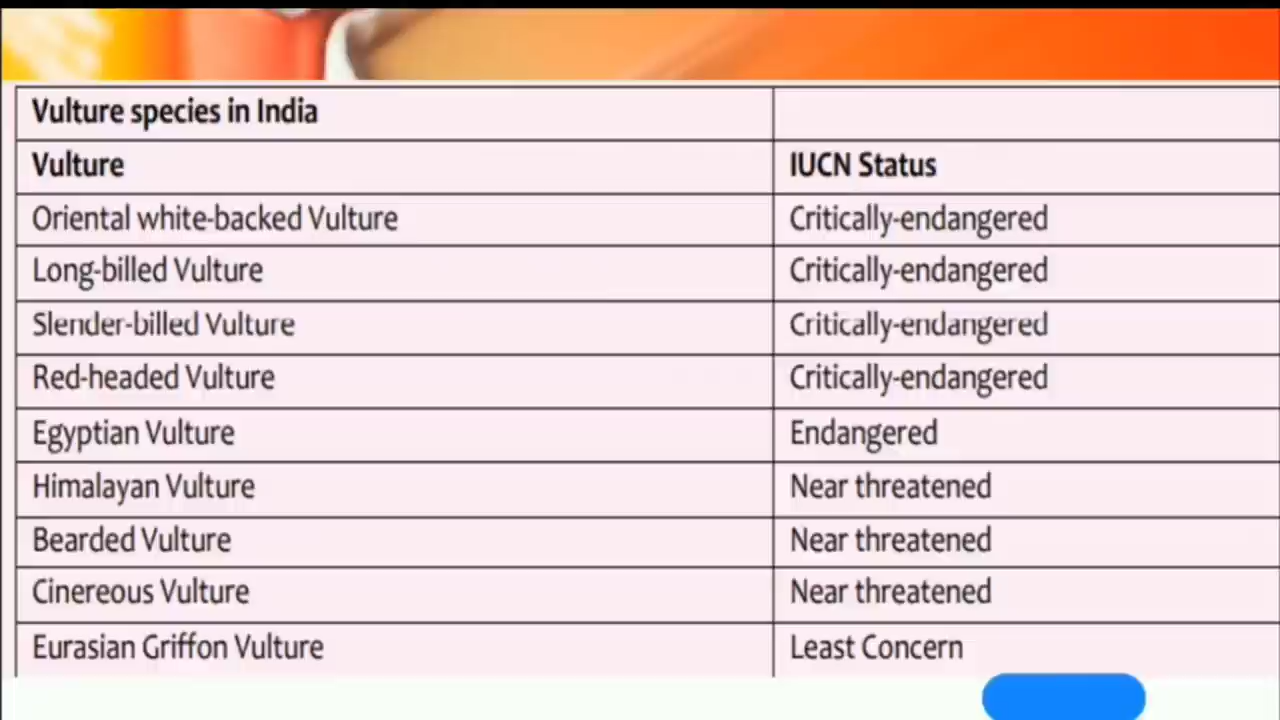 Vulture species in India
Vulture IUCN Status
Oriental white-backed Vulture Critically-endangered
Long-billed Vulture Critically-endangered
Slender-billed Vulture Critically-endangered
Red-headed Vulture Critically-endangered
Egyptian Vulture Endangered
Himalayan Vulture Near threatened
Bearded Vulture Near threatened
Cinereous Vulture Near threatened
Eurasian Griffon Vulture Least Concern